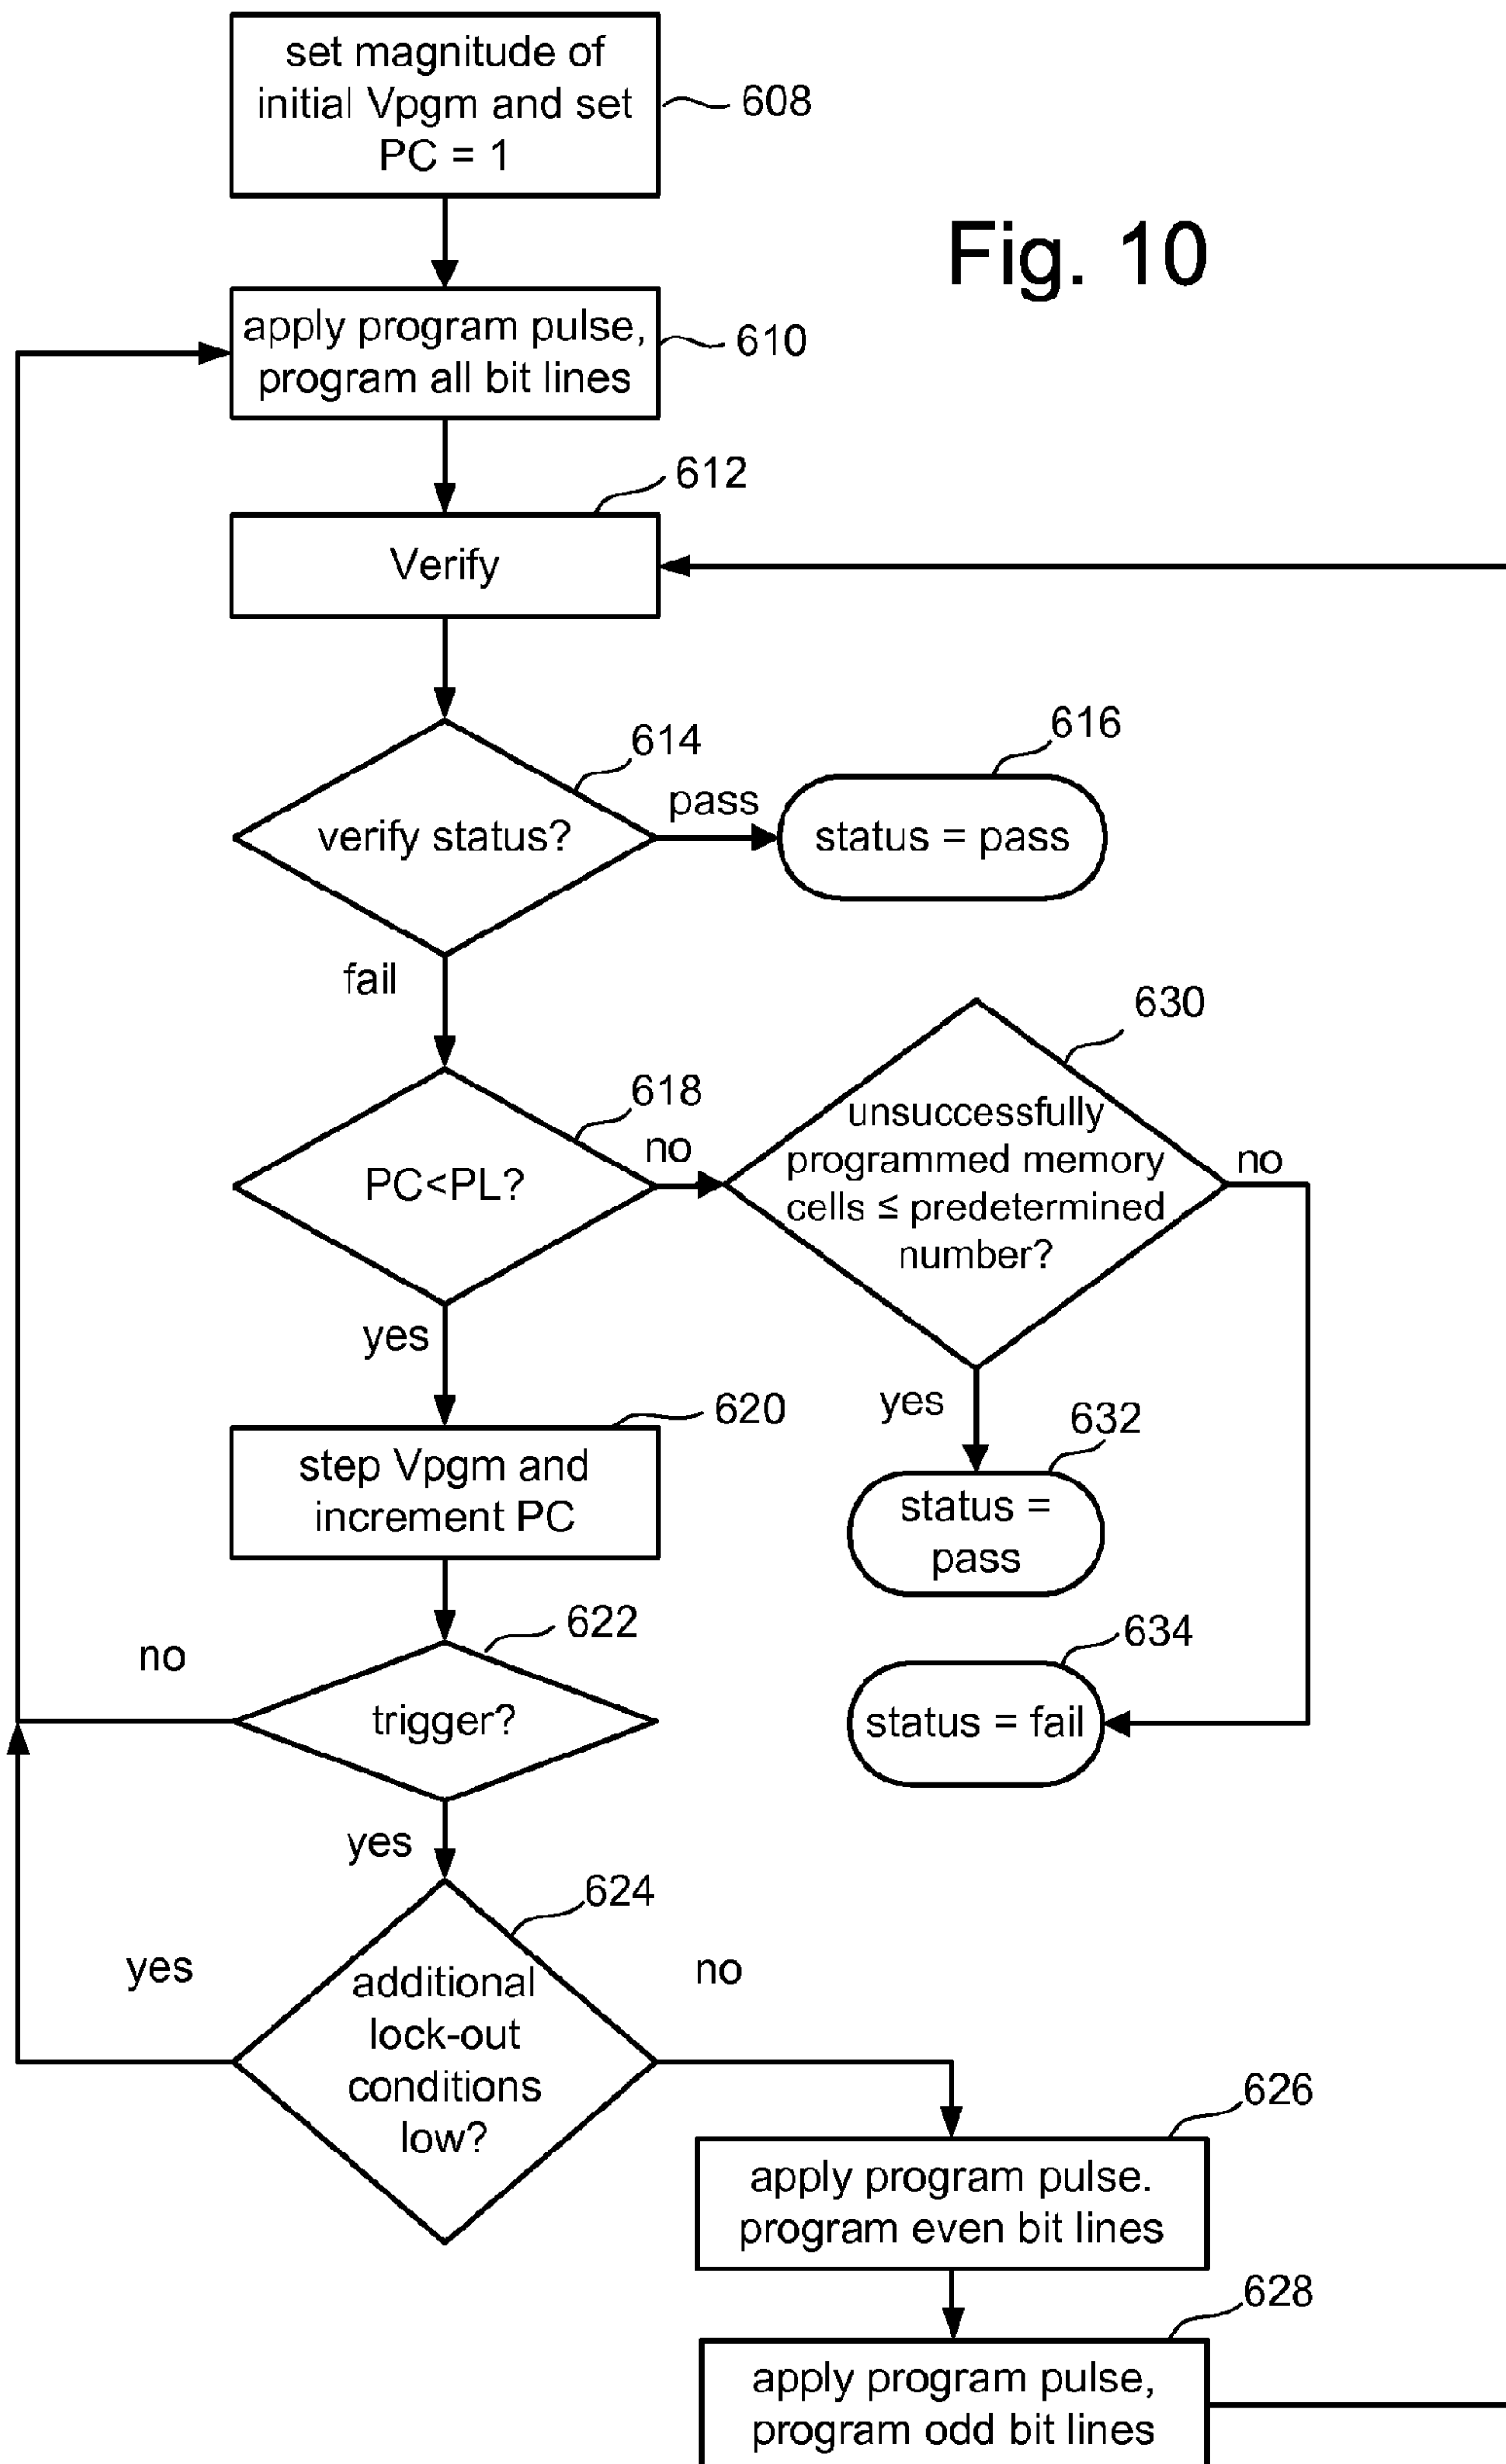 set magnitude of
initial Vpgm and set
PC = 1
608
Fig. 10
apply program pulse,
program all bit lines
610
612
Verify
614
verify status?
pass
616
status = pass
fail
618
PC<PL?
no
630
unsuccessfully
programmed memory
cells ≤ predetermined
number?
no
yes
yes
620
step Vpgm and
increment PC
632
status =
pass
622
trigger?
no
634
status = fail
yes
624
additional
lock-out
conditions
low?
yes
no
626
apply program pulse.
program even bit lines
628
apply program pulse,
program odd bit lines